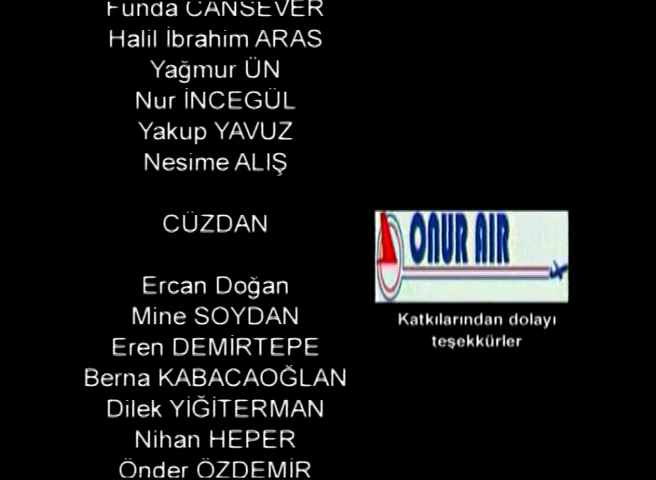 Funda CANSEVER
Halil İbrahim ARAS
Yağmur ÜN
Nur İNCEGÜL
Yakup YAVUZ
Nesime ALIŞ
CÜZDAN
Ercan Doğan
Mine SOYDAN
Eren DEMİRTEPE
Berna KABACAOĞLAN
Dilek YİĞİTERMAN
Nihan HEPER
Önder ÖZDEMİR
ONUR AIR
Katkılarından dolayı
teşekkürler